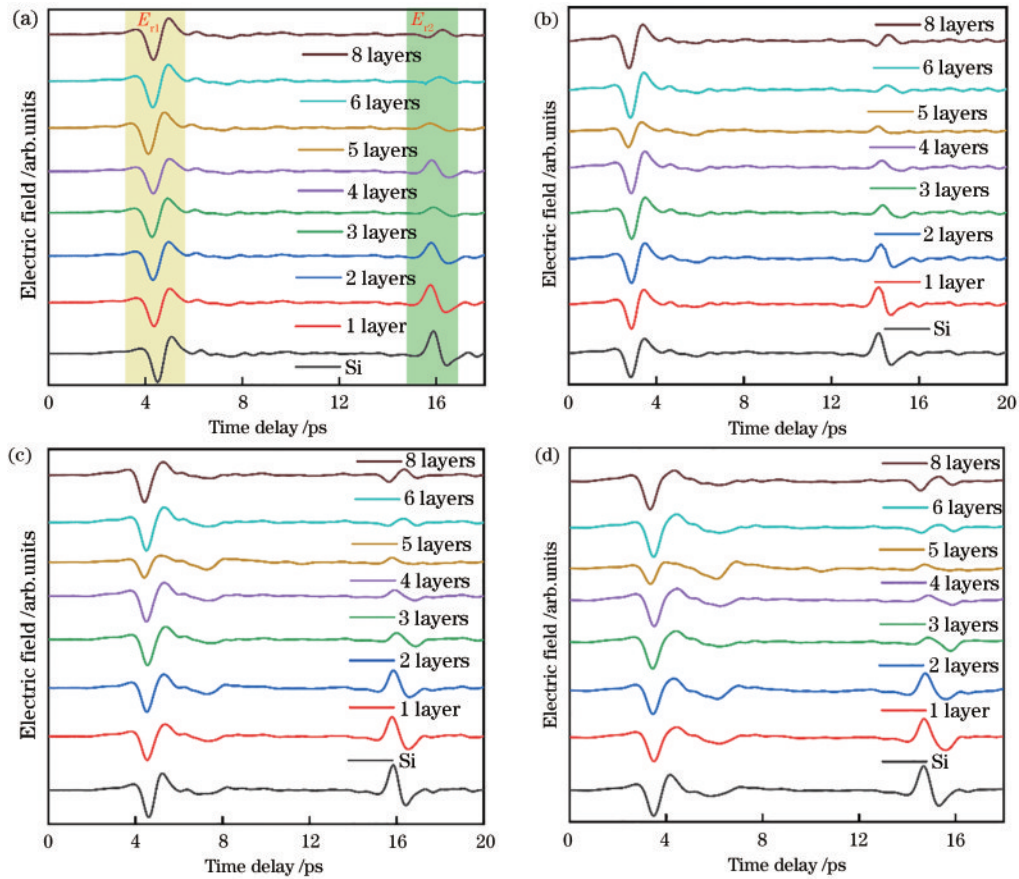 (a)
E_r1
E_r2
8 layers
6 layers
5 layers
4 layers
3 layers
2 layers
1 layer
Si
Electric field /arb.units
0 4 8 12 16
Time delay /ps
(b)
8 layers
6 layers
5 layers
4 layers
3 layers
2 layers
1 layer
Si
Electric field /arb.units
0 4 8 12 16 20
Time delay /ps
(c)
8 layers
6 layers
5 layers
4 layers
3 layers
2 layers
1 layer
Si
Electric field /arb.units
0 4 8 12 16 20
Time delay /ps
(d)
8 layers
6 layers
5 layers
4 layers
3 layers
2 layers
1 layer
Si
Electric field /arb.units
0 4 8 12 16
Time delay /ps